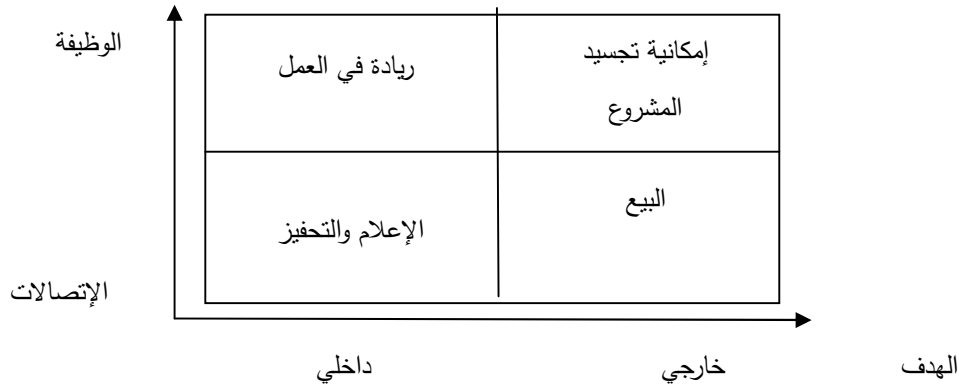 الوظيفة
إمكانية تجسيد
المشروع
ريادة في العمل
البيع
الإعلام والتحفيز
الإتصالات
الهدف
خارجي
داخلي